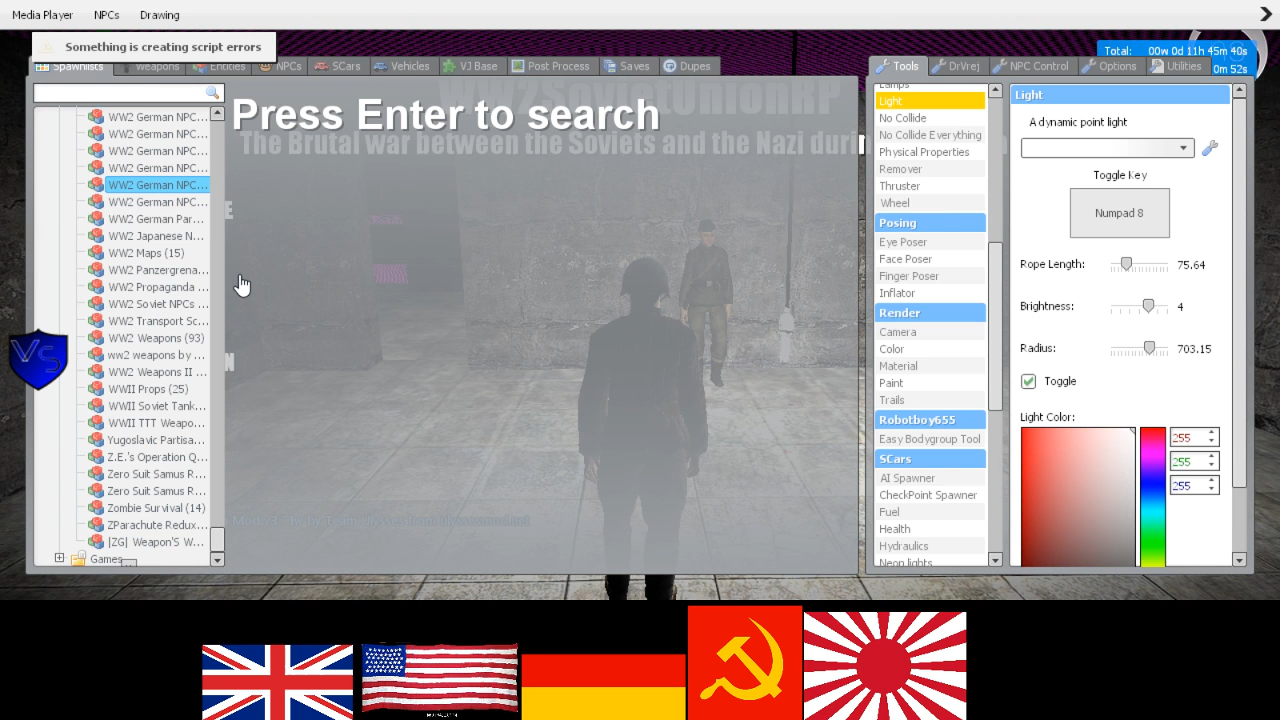 Media Player NPCs Drawing
Something is creating script errors
Total: 00w 0d 11h 45m 40s
0m 52s
Spawnlists Weapons Entities NPCs SCars Vehicles VJ Base Post Process Saves Dupes
Tools DrVrej NPC Control Options Utilities
Press Enter to search
The Brutal war between the Soviets and the Nazi duri
WW2 German NPC...
WW2 German NPC...
WW2 German NPC...
WW2 German NPC...
WW2 German NPC...
WW2 German NPC...
WW2 German Par...
WW2 Japanese N...
WW2 Maps (15)
WW2 Panzergrena...
WW2 Propaganda ...
WW2 Soviet NPCs ...
WW2 Transport Sc...
WW2 Weapons (93)
ww2 weapons by ...
WW2 Weapons II ...
WWII Props (25)
WWII Soviet Tank...
WWII TTT Weapo...
Yugoslavic Partisa...
Z.E.'s Operation Q...
Zero Suit Samus R...
Zero Suit Samus R...
Zombie Survival (14)
ZParachute Redux...
|ZG| Weapon'S W...
Games
VS
Lamps
Light
No Collide
No Collide Everything
Physical Properties
Remover
Thruster
Wheel
Posing
Eye Poser
Face Poser
Finger Poser
Inflator
Render
Camera
Color
Material
Paint
Trails
Robotboy655
Easy Bodygroup Tool
SCars
AI Spawner
CheckPoint Spawner
Fuel
Health
Hydraulics
Neon lights
Light
A dynamic point light
Toggle Key
Numpad 8
Rope Length: 75.64
Brightness: 4
Radius: 703.15
Toggle
Light Color:
255
255
255